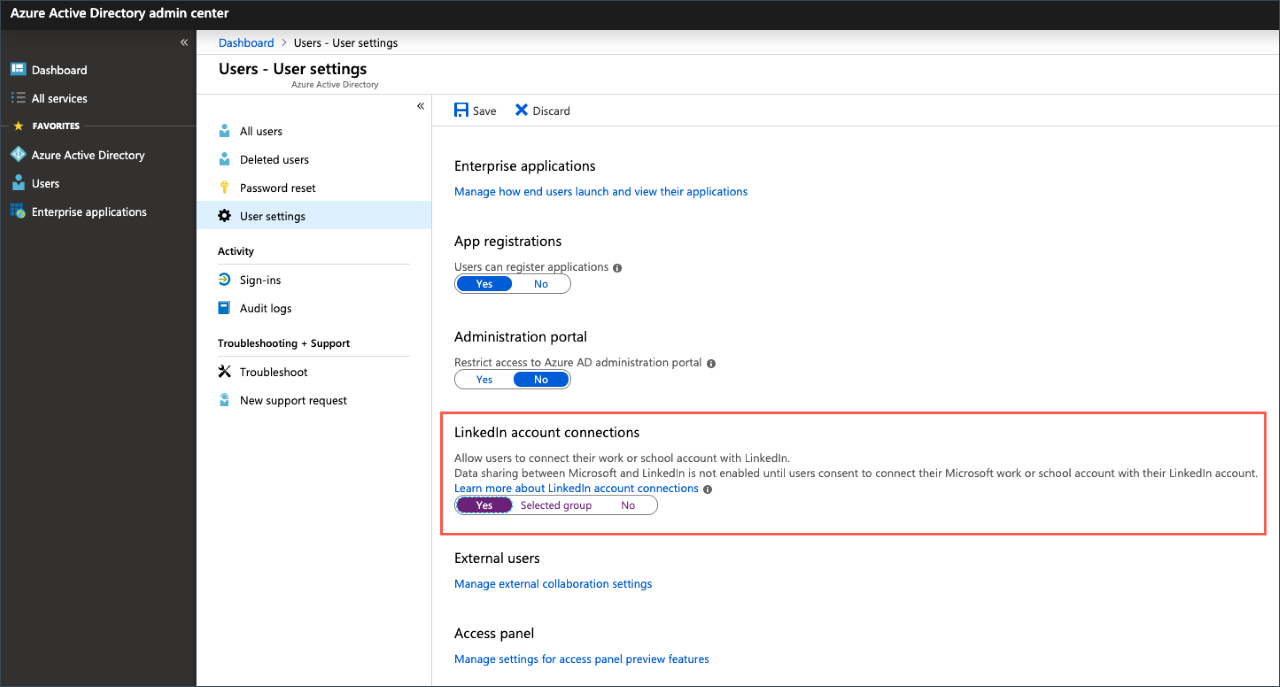 Azure Active Directory admin center
«
Dashboard
All services
FAVORITES
Azure Active Directory
Users
Enterprise applications
Dashboard > Users - User settings
Users - User settings
Azure Active Directory
«
All users
Deleted users
Password reset
User settings
Activity
Sign-ins
Audit logs
Troubleshooting + Support
Troubleshoot
New support request
Save Discard
Enterprise applications
Manage how end users launch and view their applications
App registrations
Users can register applications
Yes No
Administration portal
Restrict access to Azure AD administration portal
Yes No
LinkedIn account connections
Allow users to connect their work or school account with LinkedIn.
Data sharing between Microsoft and LinkedIn is not enabled until users consent to connect their Microsoft work or school account with their LinkedIn account.
Learn more about LinkedIn account connections
Yes Selected group No
External users
Manage external collaboration settings
Access panel
Manage settings for access panel preview features